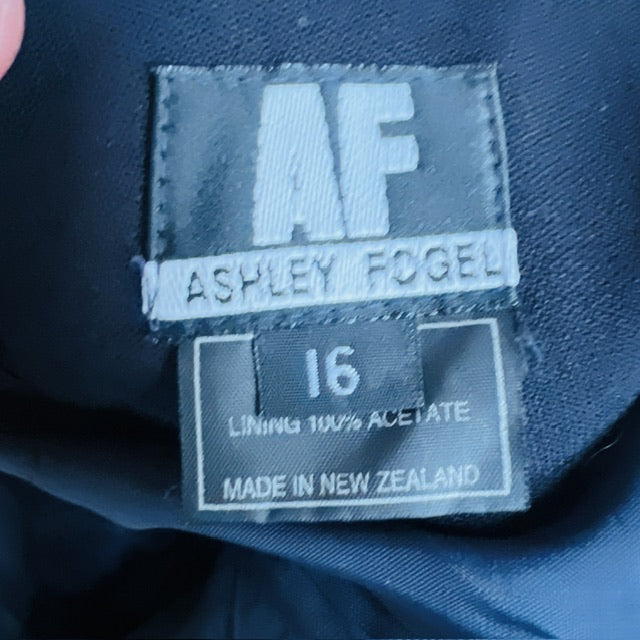 AF
ASHLEY FOGEL
16
LINING 100% ACETATE
MADE IN NEW ZEALAND